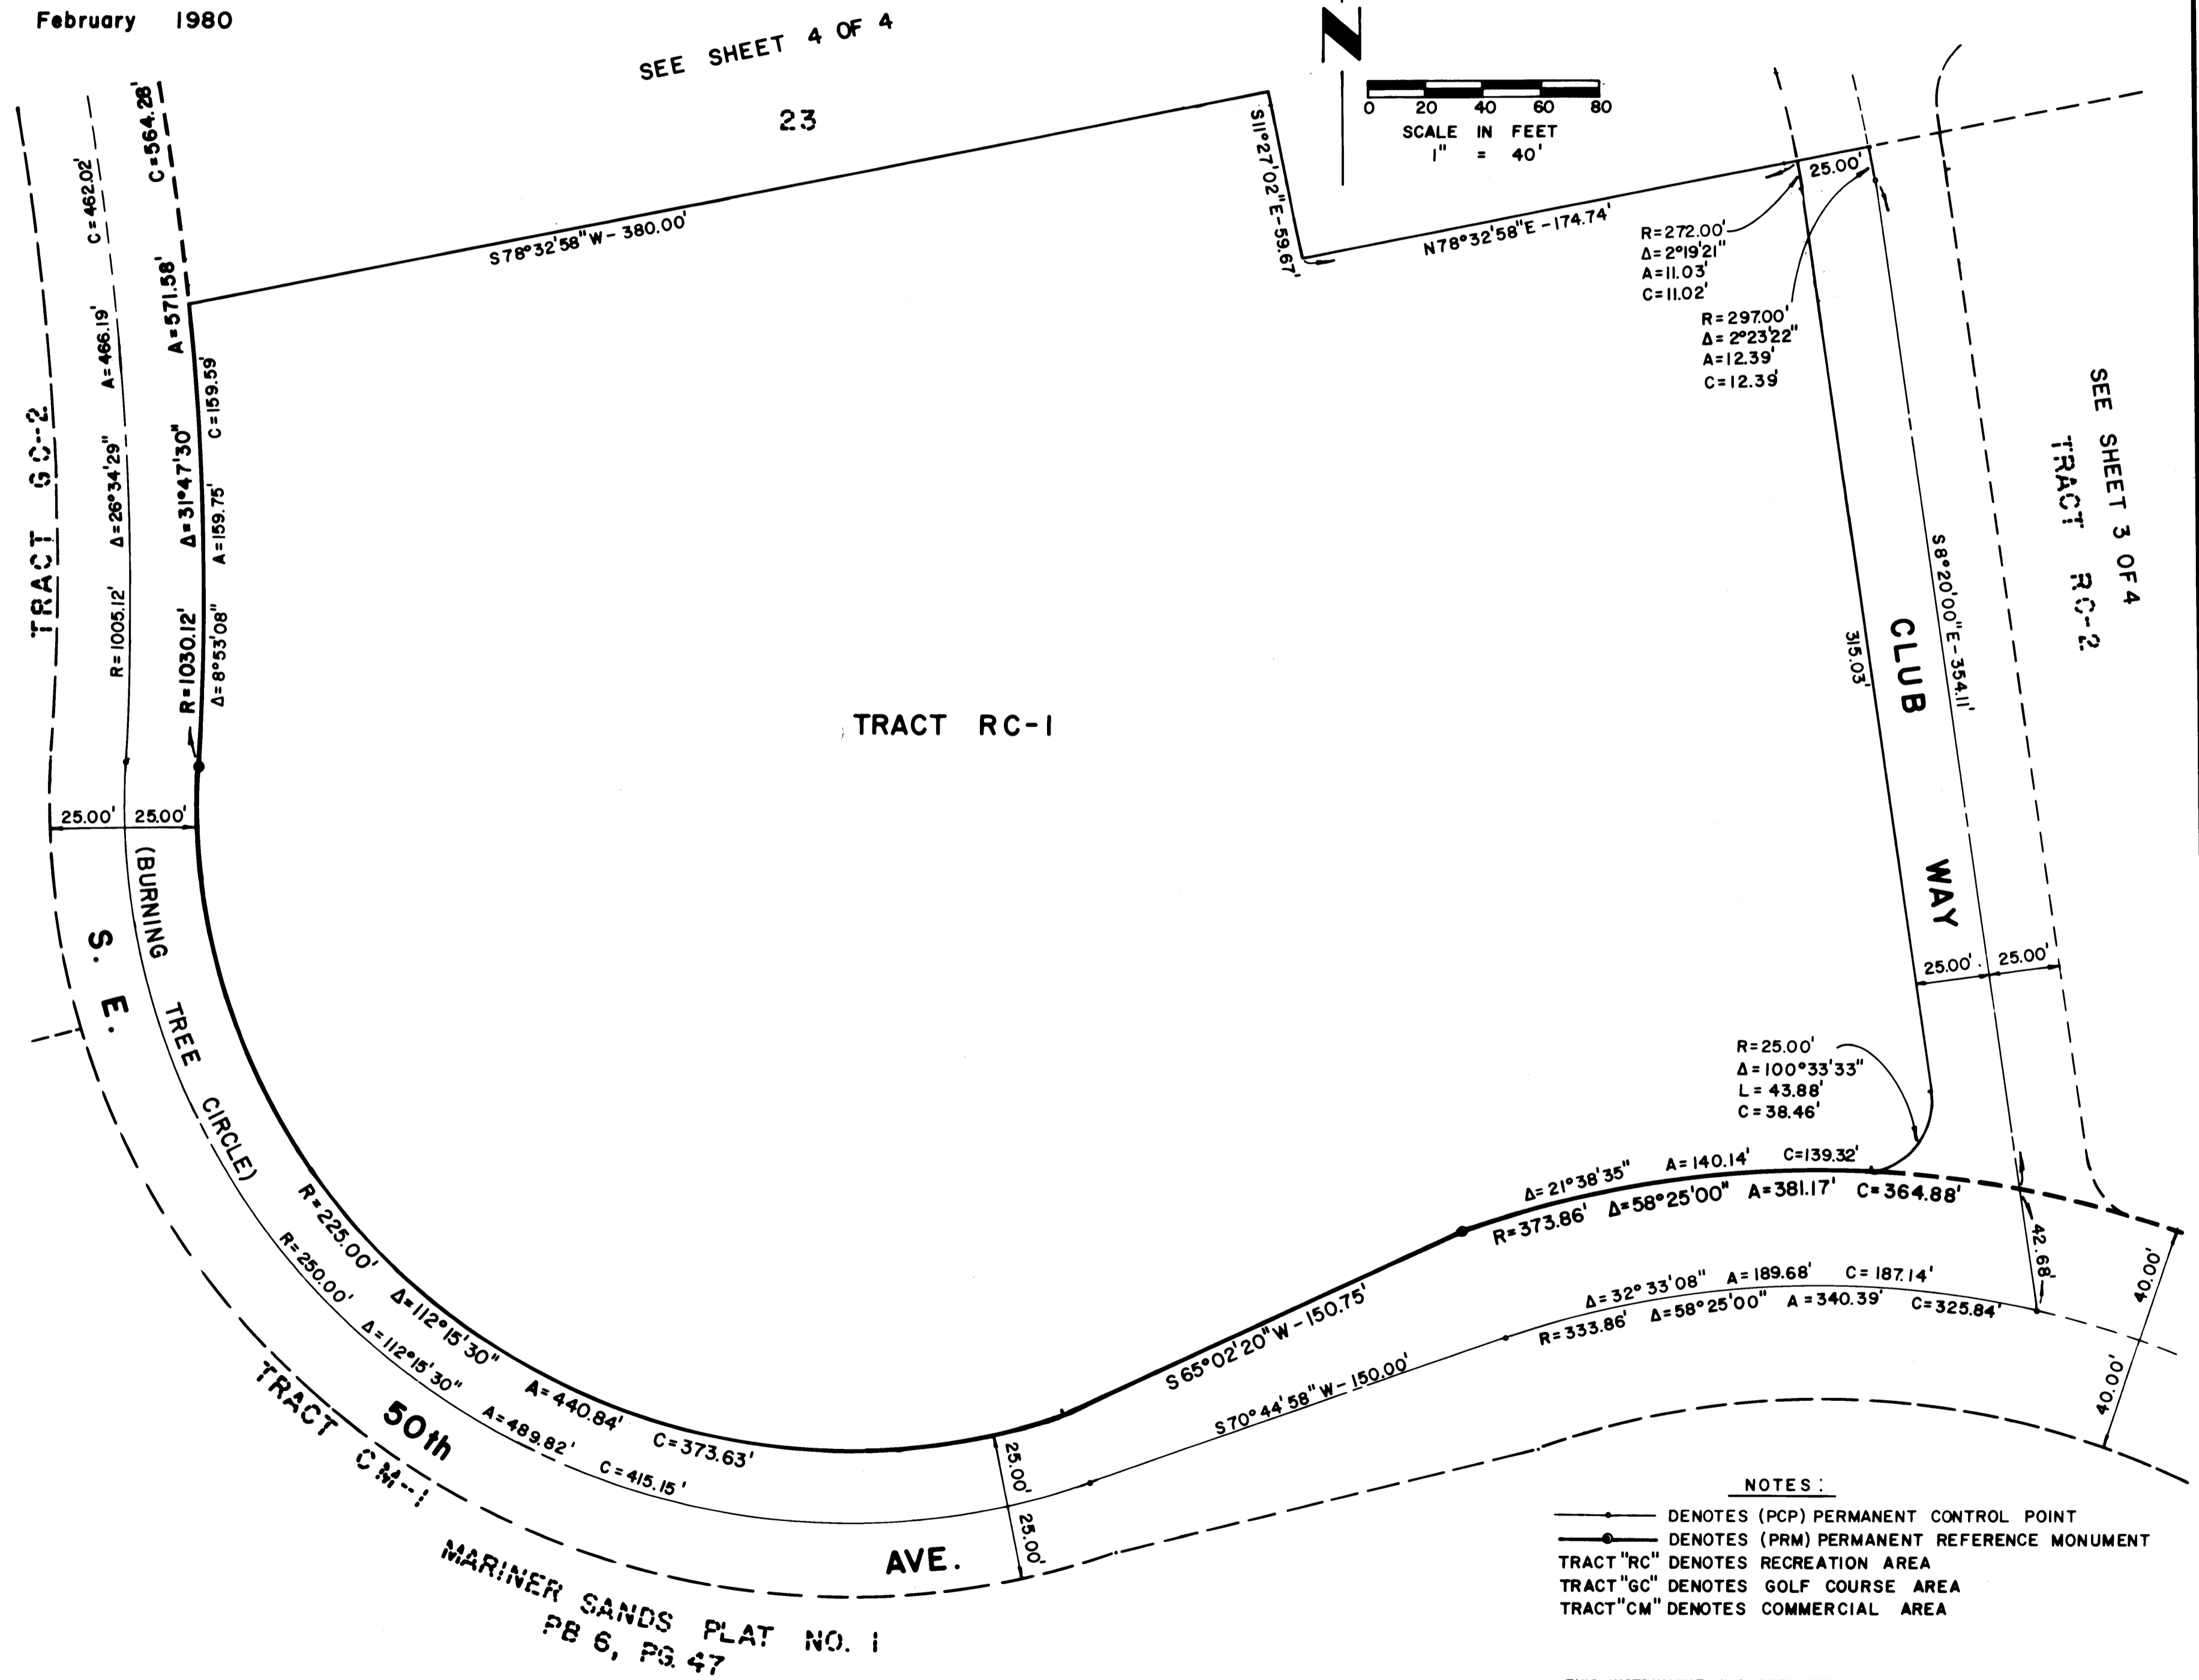 February 1980
SEE SHEET 4 OF 4
23
N
0 20 40 60 80
SCALE IN FEET
1" = 40'
C=564.28'
C=462.02'
A=571.58'
A=466.19'
C=159.59'
Δ=31°47'30"
Δ=26°34'29"
A=159.75'
R=1030.12'
R=1005.12'
Δ=8°53'08"
TRACT GC-2
S78°32'58"W-380.00'
S11°27'02"E-59.67'
N78°32'58"E-174.74'
25.00'
R=272.00'
Δ=2°19'21"
A=11.03'
C=11.02'
R=297.00'
Δ=2°23'22"
A=12.39'
C=12.39'
SEE SHEET 3 OF 4
TRACT RC-2
S8°20'00"E-354.11'
315.03'
CLUB WAY
TRACT RC-1
25.00' 25.00'
25.00' 25.00'
(BURNING TREE CIRCLE)
S. E. 50th AVE.
R=25.00'
Δ=100°33'33"
L=43.88'
C=38.46'
Δ=21°38'35" A=140.14' C=139.32'
R=373.86' Δ=58°25'00" A=381.17' C=364.88'
42.68'
40.00'
40.00'
Δ=32°33'08" A=189.68' C=187.14'
R=333.86' Δ=58°25'00" A=340.39' C=325.84'
S65°02'20"W-150.75'
S70°44'58"W-150.00'
R=225.00' Δ=112°15'30" A=440.84' C=373.63'
R=250.00' Δ=112°15'30" A=489.82' C=415.15'
25.00'
25.00'
TRACT CM-1
MARINER SANDS PLAT NO. 1
PB 6, PG. 47
NOTES:
DENOTES (PCP) PERMANENT CONTROL POINT
DENOTES (PRM) PERMANENT REFERENCE MONUMENT
TRACT "RC" DENOTES RECREATION AREA
TRACT "GC" DENOTES GOLF COURSE AREA
TRACT "CM" DENOTES COMMERCIAL AREA